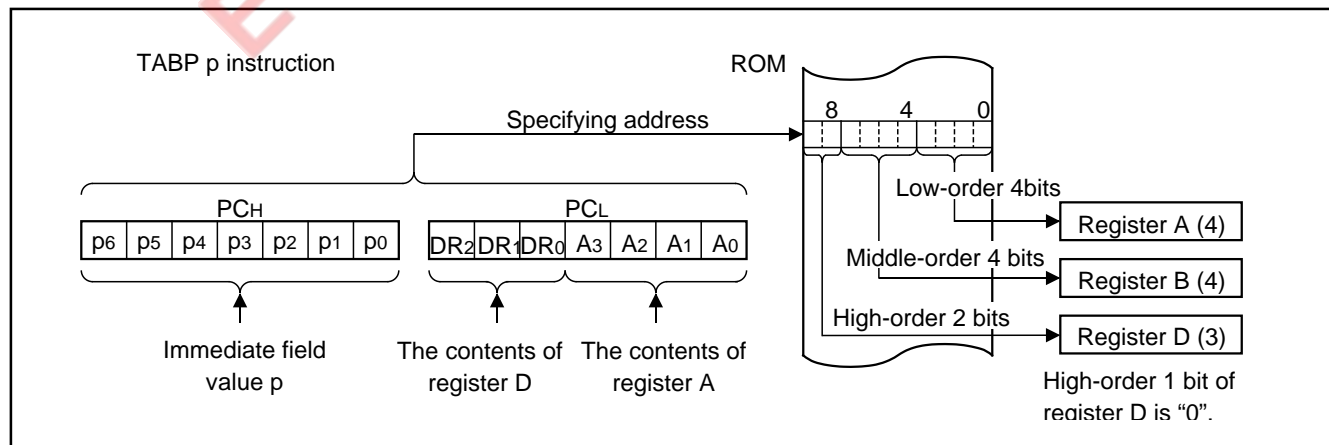 TABP p instruction
ROM
8 4 0
Specifying address
Low-order 4bits
PCH
PCL
p6 p5 p4 p3 p2 p1 p0
DR2 DR1 DR0 A3 A2 A1 A0
Register A (4)
Middle-order 4 bits
Register B (4)
High-order 2 bits
Register D (3)
Immediate field
value p
The contents of
register D
The contents of
register A
High-order 1 bit of
register D is “0”.